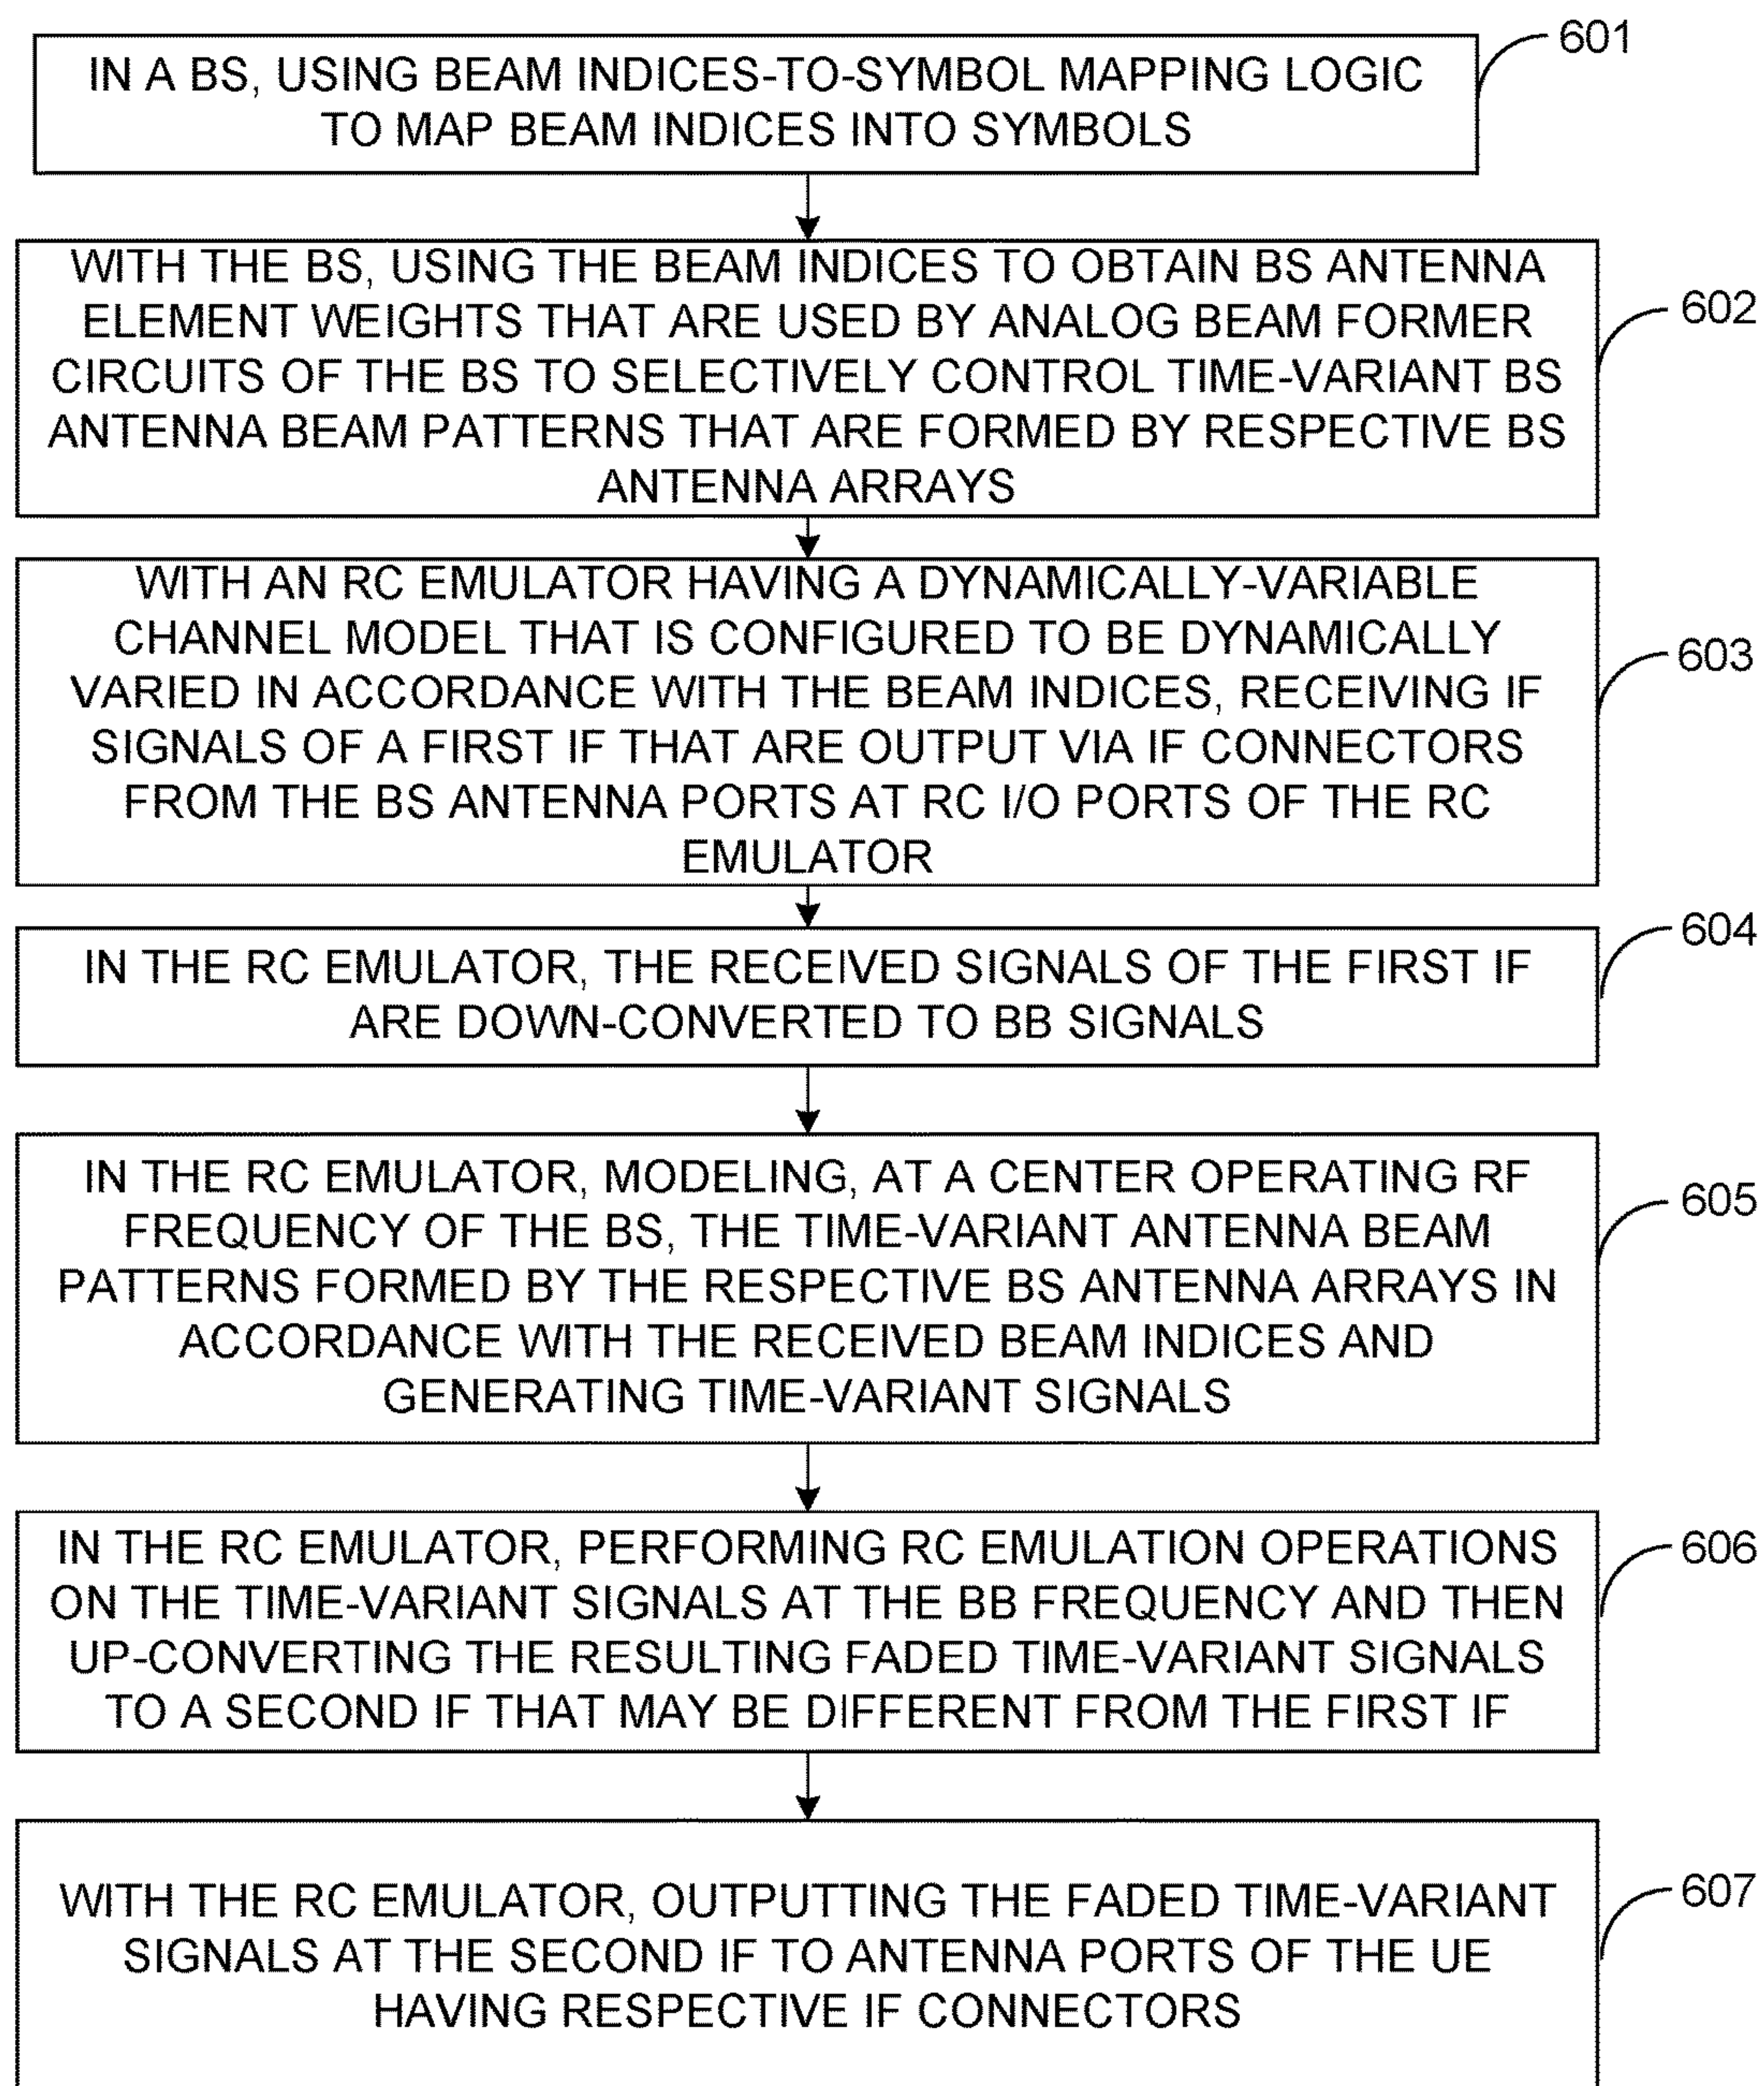 601
IN A BS, USING BEAM INDICES-TO-SYMBOL MAPPING LOGIC
TO MAP BEAM INDICES INTO SYMBOLS
WITH THE BS, USING THE BEAM INDICES TO OBTAIN BS ANTENNA
ELEMENT WEIGHTS THAT ARE USED BY ANALOG BEAM FORMER
CIRCUITS OF THE BS TO SELECTIVELY CONTROL TIME-VARIANT BS
ANTENNA BEAM PATTERNS THAT ARE FORMED BY RESPECTIVE BS
ANTENNA ARRAYS
602
WITH AN RC EMULATOR HAVING A DYNAMICALLY-VARIABLE
CHANNEL MODEL THAT IS CONFIGURED TO BE DYNAMICALLY
VARIED IN ACCORDANCE WITH THE BEAM INDICES, RECEIVING IF
SIGNALS OF A FIRST IF THAT ARE OUTPUT VIA IF CONNECTORS
FROM THE BS ANTENNA PORTS AT RC I/O PORTS OF THE RC
EMULATOR
603
IN THE RC EMULATOR, THE RECEIVED SIGNALS OF THE FIRST IF
ARE DOWN-CONVERTED TO BB SIGNALS
604
IN THE RC EMULATOR, MODELING, AT A CENTER OPERATING RF
FREQUENCY OF THE BS, THE TIME-VARIANT ANTENNA BEAM
PATTERNS FORMED BY THE RESPECTIVE BS ANTENNA ARRAYS IN
ACCORDANCE WITH THE RECEIVED BEAM INDICES AND
GENERATING TIME-VARIANT SIGNALS
605
IN THE RC EMULATOR, PERFORMING RC EMULATION OPERATIONS
ON THE TIME-VARIANT SIGNALS AT THE BB FREQUENCY AND THEN
UP-CONVERTING THE RESULTING FADED TIME-VARIANT SIGNALS
TO A SECOND IF THAT MAY BE DIFFERENT FROM THE FIRST IF
606
WITH THE RC EMULATOR, OUTPUTTING THE FADED TIME-VARIANT
SIGNALS AT THE SECOND IF TO ANTENNA PORTS OF THE UE
HAVING RESPECTIVE IF CONNECTORS
607